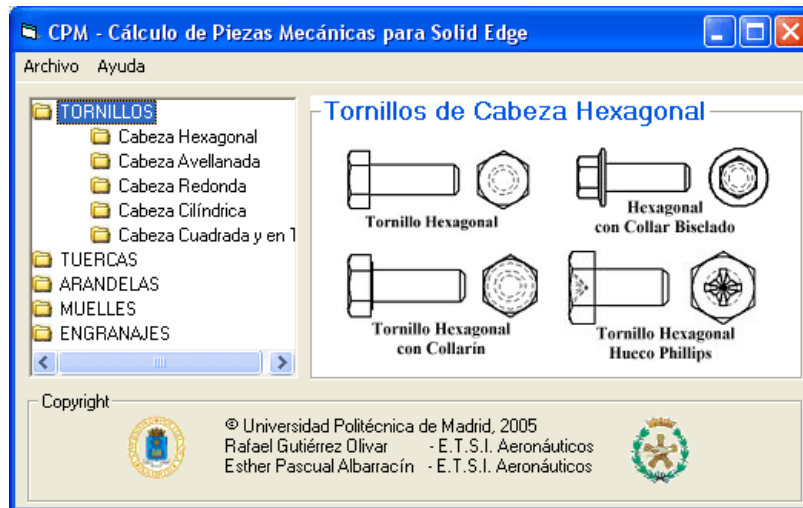 CPM - Cálculo de Piezas Mecánicas para Solid Edge
Archivo Ayuda
TORNILLOS
Cabeza Hexagonal
Cabeza Avellanada
Cabeza Redonda
Cabeza Cilíndrica
Cabeza Cuadrada y en
TUERCAS
ARANDELAS
MUELLES
ENGRANAJES
Tornillos de Cabeza Hexagonal
Tornillo Hexagonal
Hexagonal
con Collar Biselado
Tornillo Hexagonal
con Collarín
Tornillo Hexagonal
Hueco Phillips
Copyright
© Universidad Politécnica de Madrid, 2005
Rafael Gutiérrez Olivar - E.T.S.I. Aeronáuticos
Esther Pascual Albarracín - E.T.S.I. Aeronáuticos